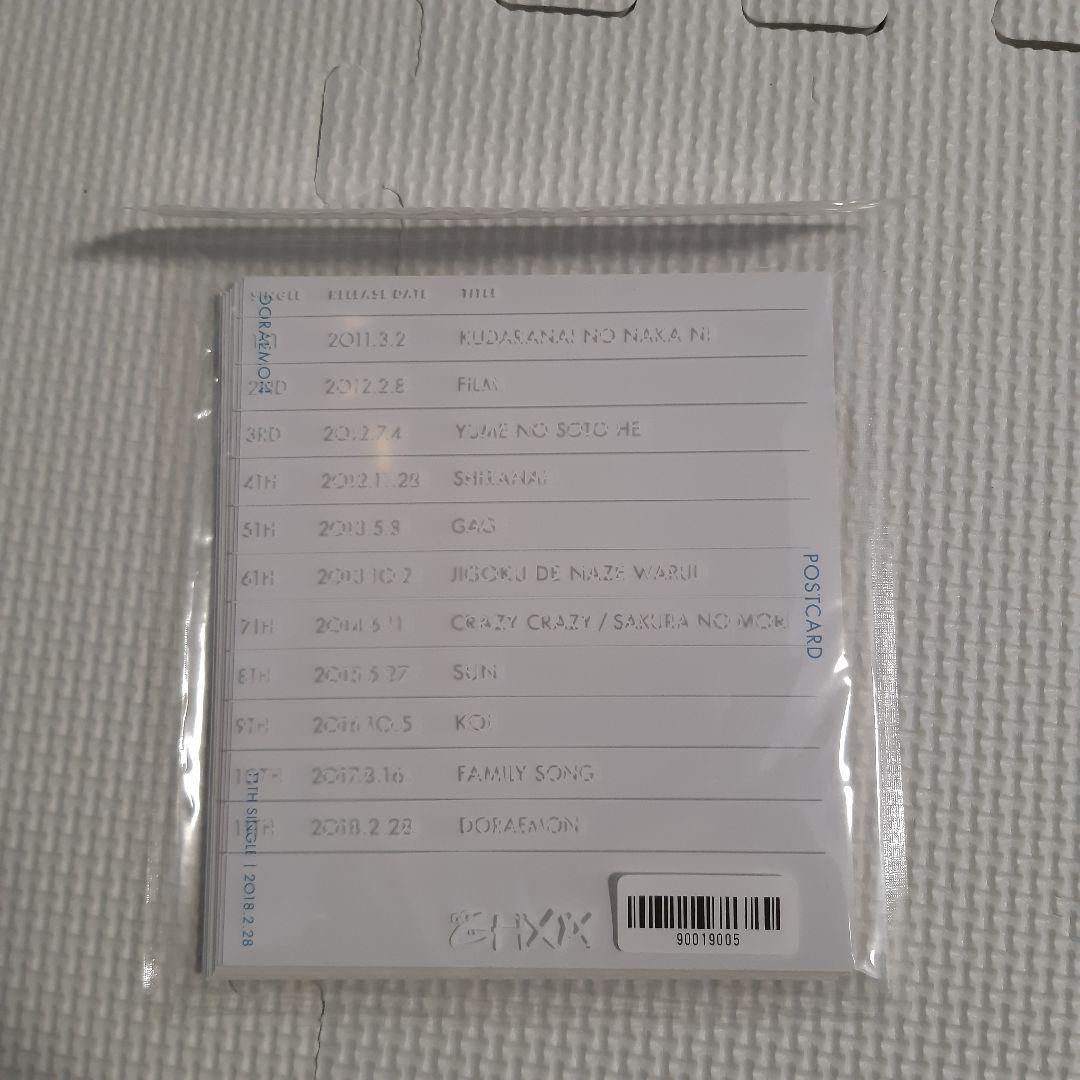 SINGLE RELEASE DATE TITLE
2011.3.2 KUDARANAI NO NAKA NI
2ND 2012.2.8 FILM
3RD 2012.7.4 YUME NO SOTO HE
4TH 2012.11.28 SHIRANAI
5TH 2013.5.8 GAG
6TH 2013.10.2 JIGOKU DE NAZE WARUI
7TH 2014.6.11 CRAZY CRAZY / SAKURA NO MORI
8TH 2015.5.27 SUN
9TH 2016.10.5 KOI
10TH 2017.8.16 FAMILY SONG
11TH 2018.2.28 DORAEMON
DORAEMON
11TH SINGLE | 2018.2.28
POSTCARD
90019005